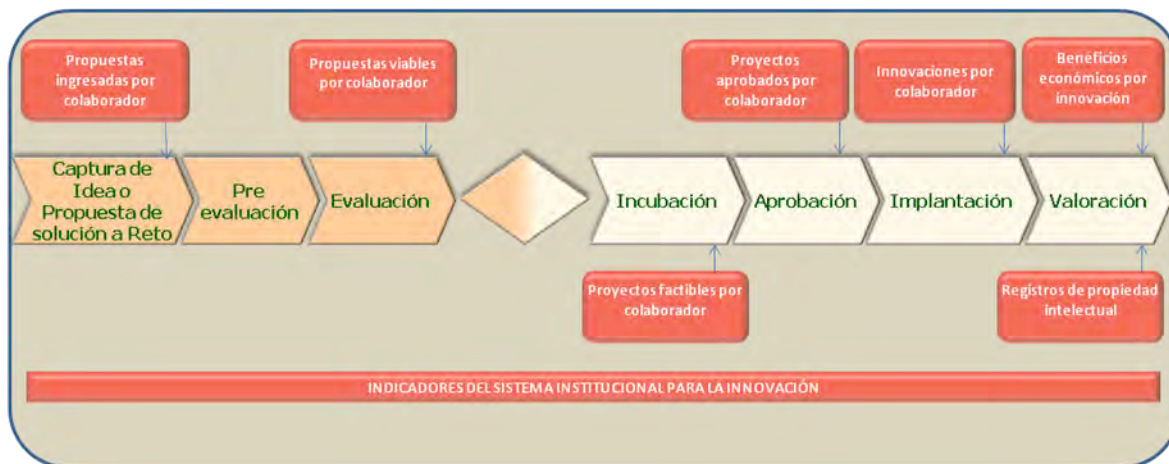 Propuestas
ingresadas por
colaborador
Propuestas viables
por colaborador
Proyectos
aprobados por
colaborador
Innovaciones por
colaborador
Beneficios
económicos por
innovación
Captura de
Idea o
Propuesta de
solución a Reto
Pre
evaluación
Evaluación
Incubación
Aprobación
Implantación
Valoración
Proyectos factibles por
colaborador
Registros de propiedad
intelectual
INDICADORES DEL SISTEMA INSTITUCIONAL PARA LA INNOVACIÓN